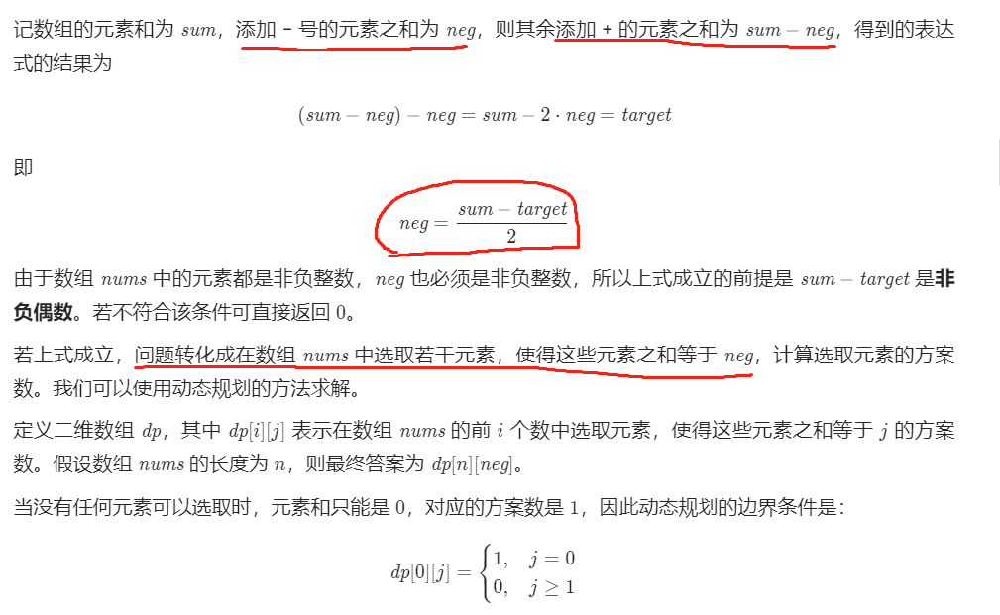 记数组的元素和为 sum，添加 - 号的元素之和为 neg，则其余添加 + 的元素之和为 sum − neg，得到的表达
式的结果为
(sum − neg) − neg = sum − 2 · neg = target
即
neg = \frac{sum − target}{2}
由于数组 nums 中的元素都是非负整数，neg 也必须是非负整数，所以上式成立的前提是 sum − target 是非
负偶数。若不符合该条件可直接返回 0。
若上式成立，问题转化成在数组 nums 中选取若干元素，使得这些元素之和等于 neg，计算选取元素的方案
数。我们可以使用动态规划的方法求解。
定义二维数组 dp，其中 dp[i][j] 表示在数组 nums 的前 i 个数中选取元素，使得这些元素之和等于 j 的方案
数。假设数组 nums 的长度为 n，则最终答案为 dp[n][neg]。
当没有任何元素可以选取时，元素和只能是 0，对应的方案数是 1，因此动态规划的边界条件是：
dp[0][j] = { 1, j = 0
0, j ≥ 1